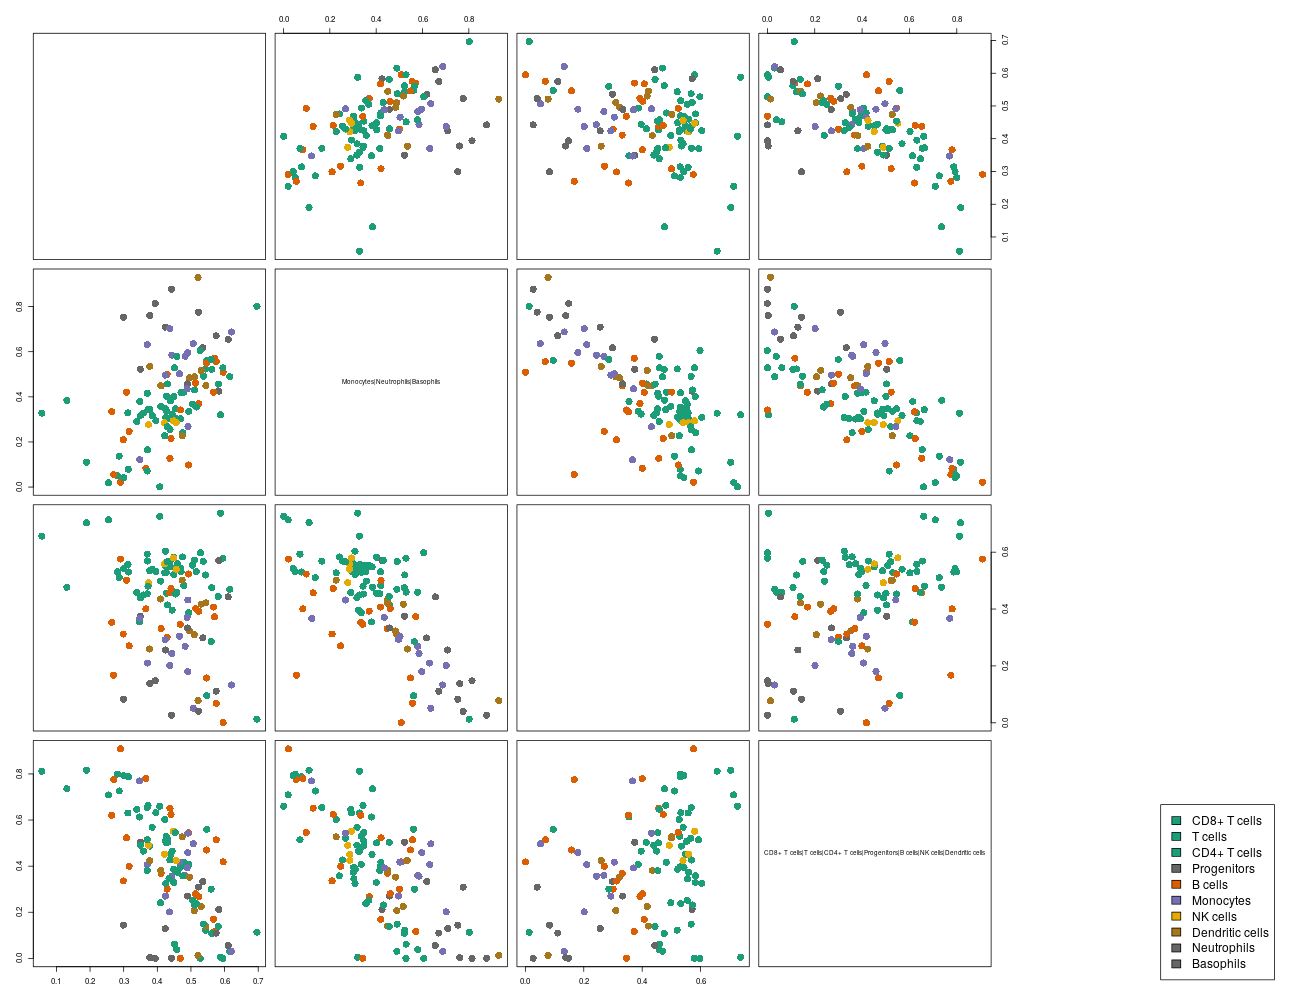 0.0 0.2 0.4 0.6 0.8 0.0 0.2 0.4 0.6 0.8
0.1 0.2 0.3 0.4 0.5 0.6 0.7
0.0 0.2 0.4 0.6 0.8
Monocytes|Neutrophils|Basophils
0.0 0.2 0.4 0.6
0.0 0.2 0.4 0.6 0.8
CD8+ T cells|T cells|CD4+ T cells|Progenitors|B cells|NK cells|Dendritic cells
0.1 0.2 0.3 0.4 0.5 0.6 0.7 0.0 0.2 0.4 0.6
CD8+ T cells
T cells
CD4+ T cells
Progenitors
B cells
Monocytes
NK cells
Dendritic cells
Neutrophils
Basophils